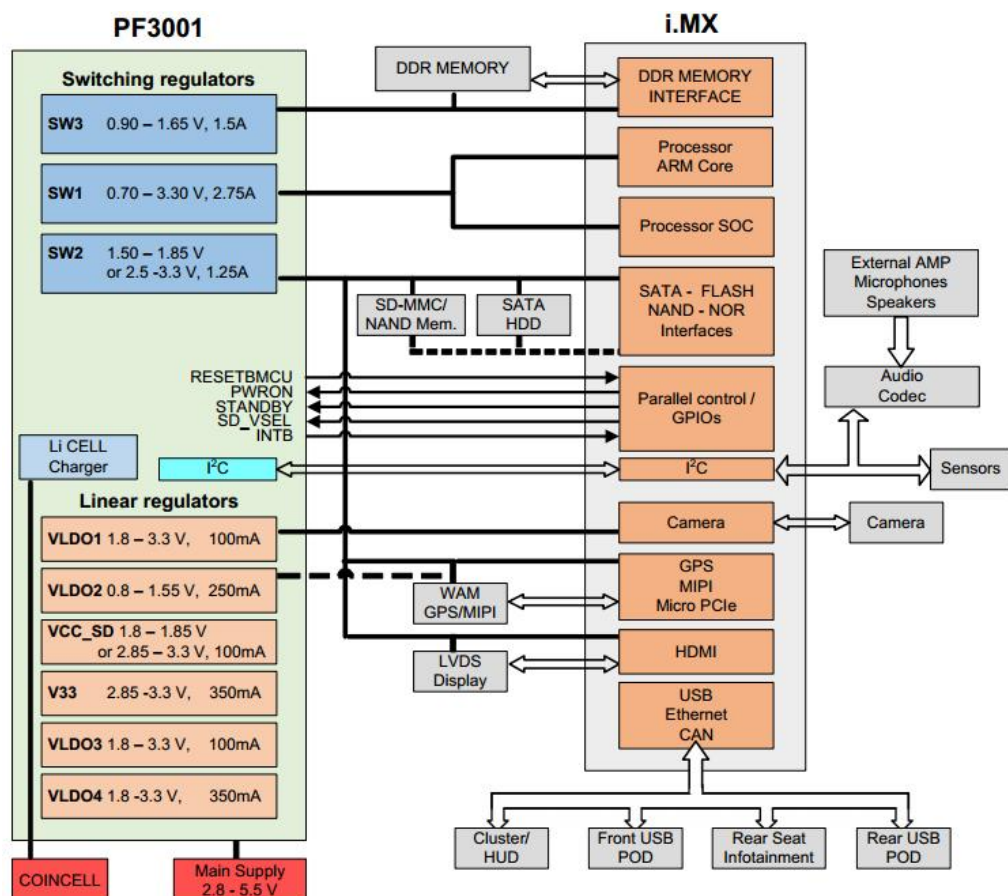 PF3001
i.MX
Switching regulators
SW3 0.90 – 1.65 V, 1.5A
SW1 0.70 – 3.30 V, 2.75A
SW2 1.50 – 1.85 V
or 2.5 -3.3 V, 1.25A
DDR MEMORY
DDR MEMORY
INTERFACE
Processor
ARM Core
Processor SOC
SD-MMC/
NAND Mem.
SATA
HDD
SATA - FLASH
NAND - NOR
Interfaces
External AMP
Microphones
Speakers
Audio
Codec
RESETBMCU
PWRON
STANDBY
SD_VSEL
INTB
Parallel control /
GPIOs
Li CELL
Charger
I²C
I²C
Sensors
Linear regulators
VLDO1 1.8 – 3.3 V, 100mA
VLDO2 0.8 – 1.55 V, 250mA
VCC_SD 1.8 – 1.85 V
or 2.85 – 3.3 V, 100mA
V33 2.85 -3.3 V, 350mA
VLDO3 1.8 – 3.3 V, 100mA
VLDO4 1.8 -3.3 V, 350mA
Camera
Camera
WAM
GPS/MIPI
GPS
MIPI
Micro PCIe
LVDS
Display
HDMI
USB
Ethernet
CAN
COINCELL
Main Supply
2.8 - 5.5 V
Cluster/
HUD
Front USB
POD
Rear Seat
Infotainment
Rear USB
POD